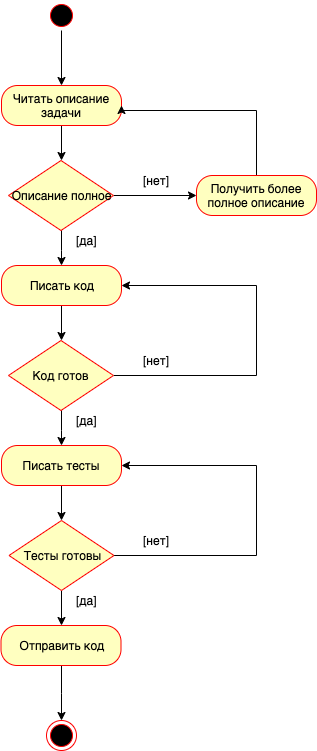 Читать описание
задачи
Описание полное
[нет]
Получить более
полное описание
[да]
Писать код
Код готов
[нет]
[да]
Писать тесты
Тесты готовы
[нет]
[да]
Отправить код